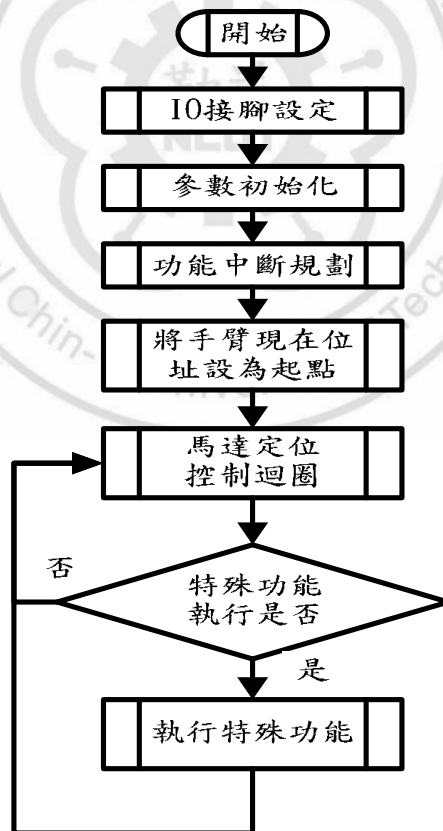 開始
IO接腳設定
參數初始化
功能中斷規劃
將手臂現在位
址設為起點
馬達定位
控制迴圈
否
特殊功能
執行是否
是
執行特殊功能
Chin-
Tech